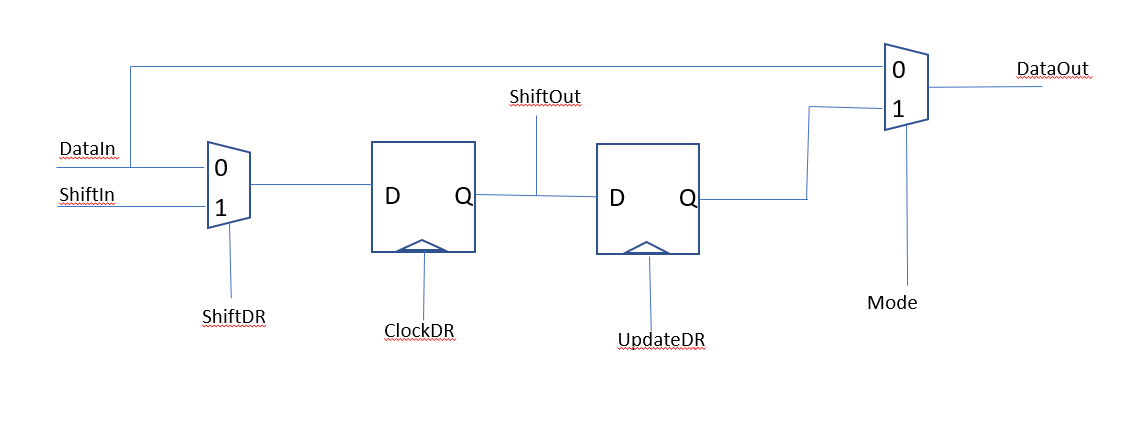 0
DataOut
ShiftOut
1
DataIn
0
ShiftIn
1
D
Q
D
Q
Mode
ShiftDR
ClockDR
UpdateDR